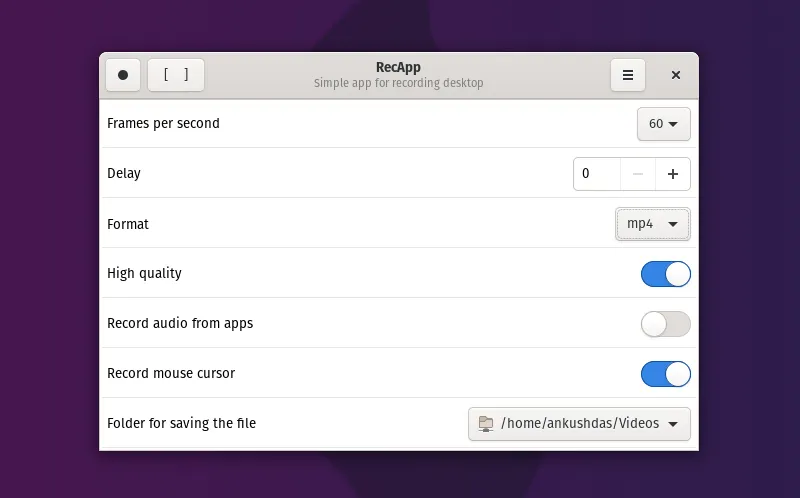 [ ]
RecApp
Simple app for recording desktop
Frames per second
60
Delay
0
Format
mp4
High quality
Record audio from apps
Record mouse cursor
Folder for saving the file
/home/ankushdas/Videos